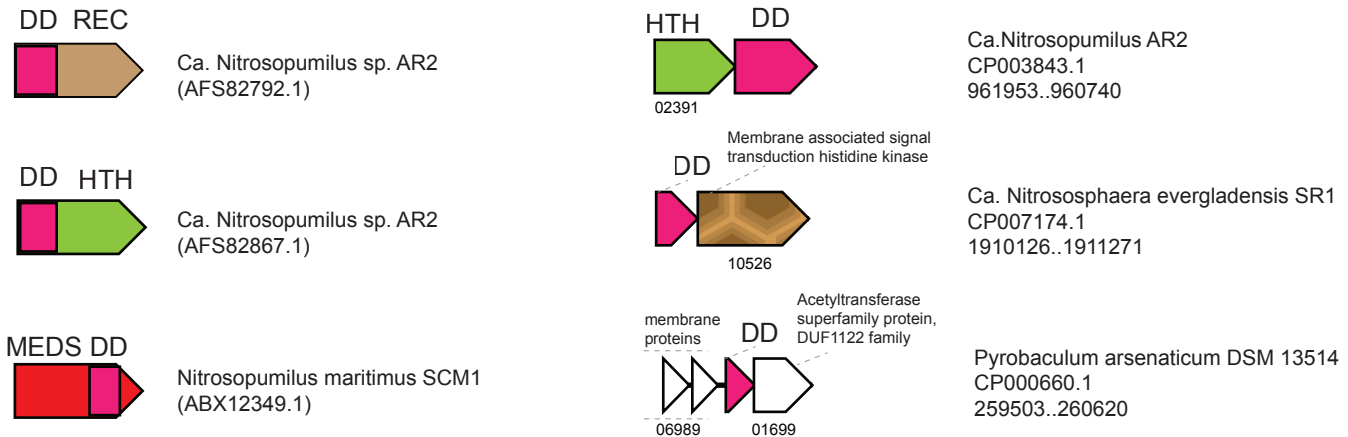 DD REC
Ca. Nitrosopumilus sp. AR2
(AFS82792.1)
DD HTH
Ca. Nitrosopumilus sp. AR2
(AFS82867.1)
MEDS DD
Nitrosopumilus maritimus SCM1
(ABX12349.1)
HTH DD
02391
Ca.Nitrosopumilus AR2
CP003843.1
961953..960740
Membrane associated signal
transduction histidine kinase
DD
10526
Ca. Nitrososphaera evergladensis SR1
CP007174.1
1910126..1911271
membrane
proteins
DD
Acetyltransferase
superfamily protein,
DUF1122 family
06989
01699
Pyrobaculum arsenaticum DSM 13514
CP000660.1
259503..260620